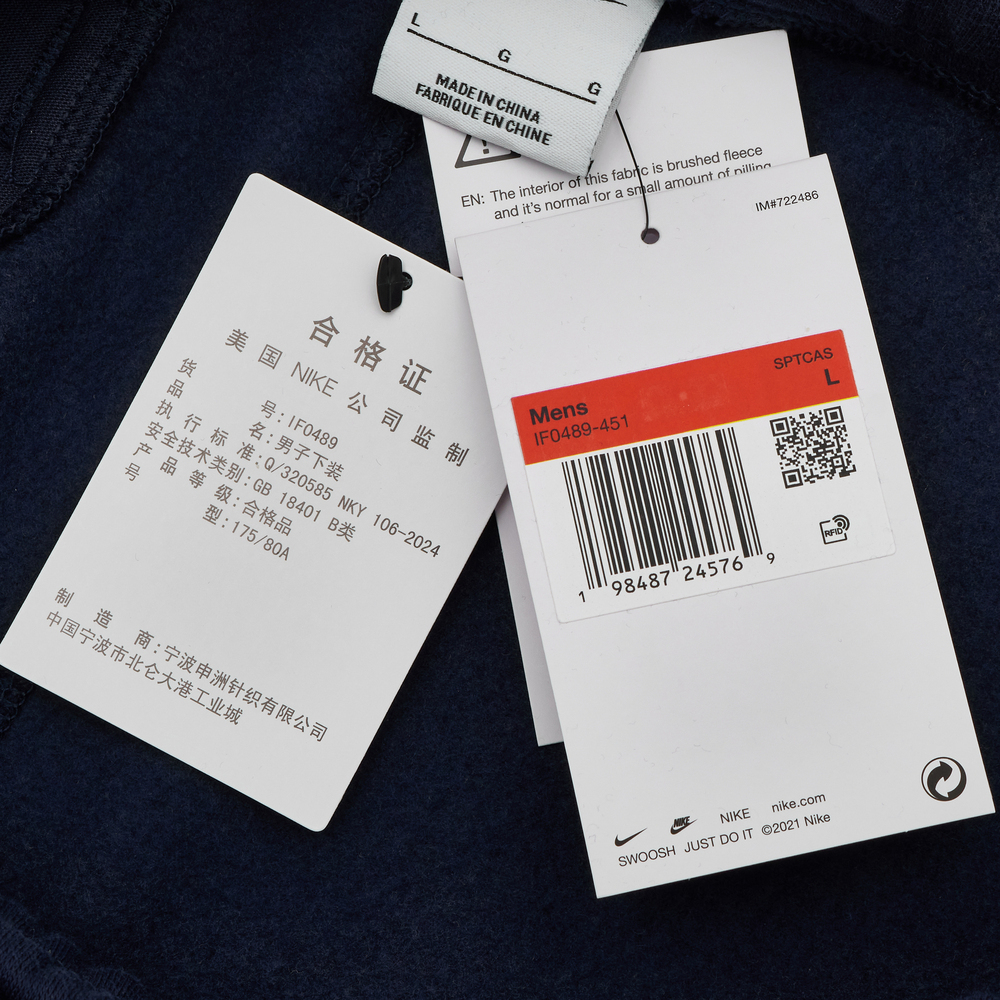 L
G
G
MADE IN CHINA
FABRIQUE EN CHINE
EN: The interior of this fabric is brushed fleece
and it's normal for a small amount of pilling
IM#722486
合格证
美国NIKE公司监制
货号:IF0489
品名:男子下装
执行标准:Q/320585 NKY 106-2024
安全技术类别:GB 18401 B类
产品等级:合格品
号型:175/80A
制造商:宁波申洲针织有限公司
中国宁波市北仑大港工业城
SPTCAS
Mens
L
IF0489-451
RFID
1 98487 24576 9
NIKE
NIKE nike.com
SWOOSH JUST DO IT ©2021 Nike